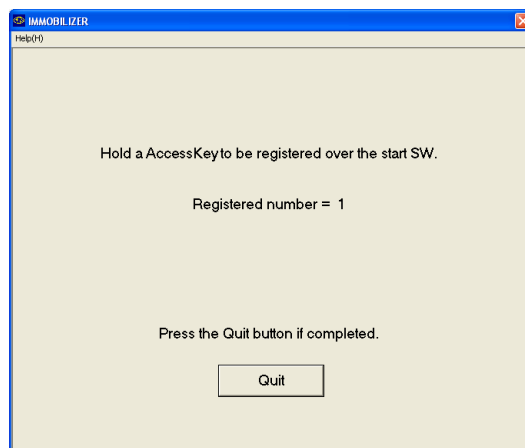 IMMOBILIZER
Help(H)
Hold a AccessKey to be registered over the start SW.
Registered number = 1
Press the Quit button if completed.
Quit